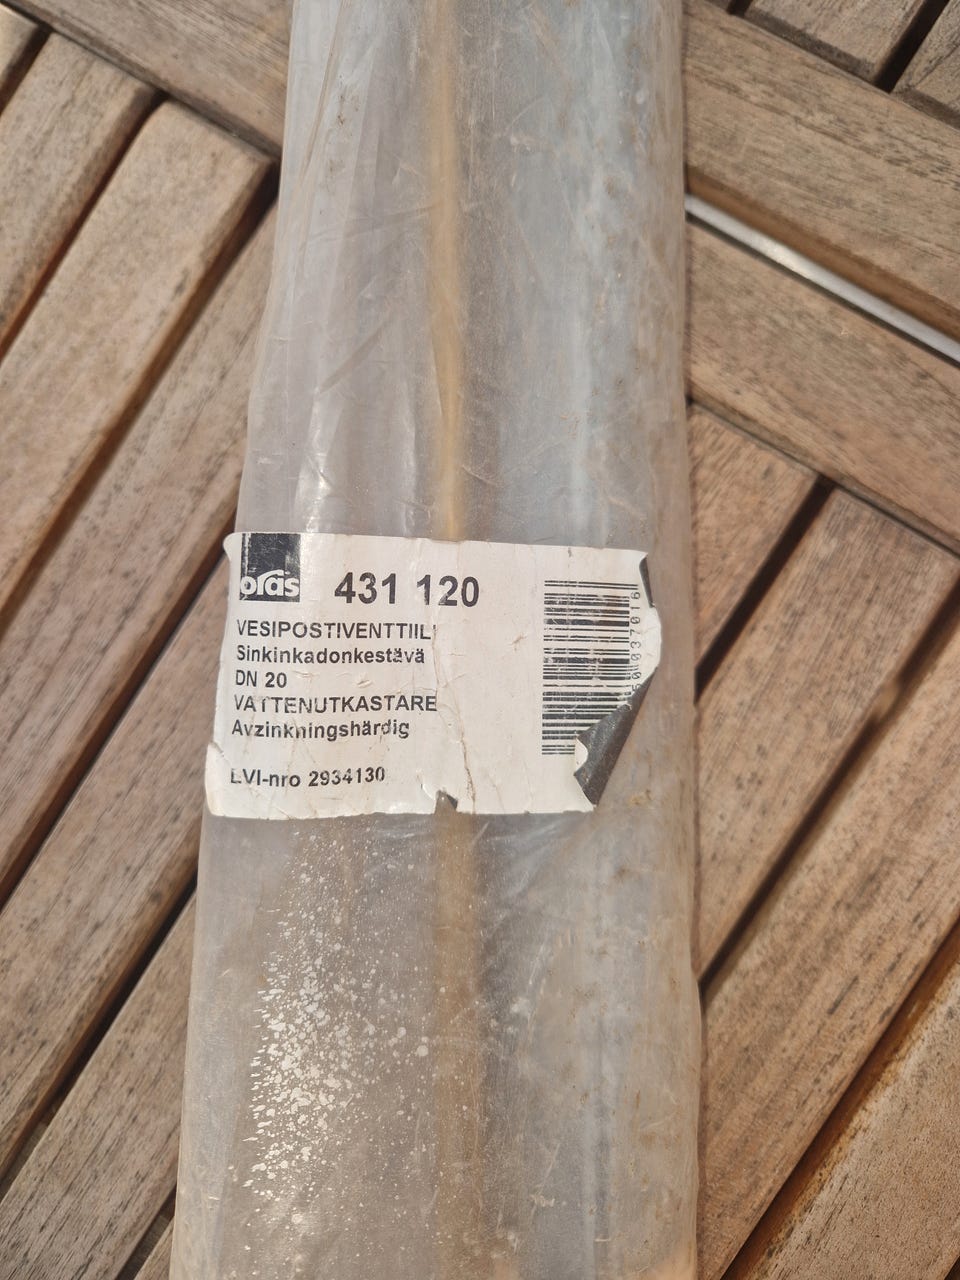 oras
431 120
VESIPOSTIVENTTIILI
Sinkinkadonkestävä
DN 20
VATTENUTKASTARE
Avzinkningshärdig
LVI-nro 2934130